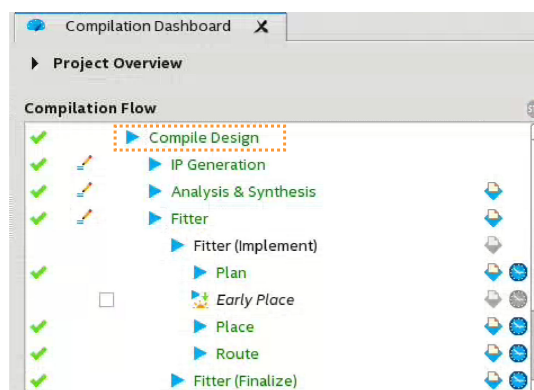 Compilation Dashboard
Project Overview
Compilation Flow
Compile Design
IP Generation
Analysis & Synthesis
Fitter
Fitter (Implement)
Plan
Early Place
Place
Route
Fitter (Finalize)